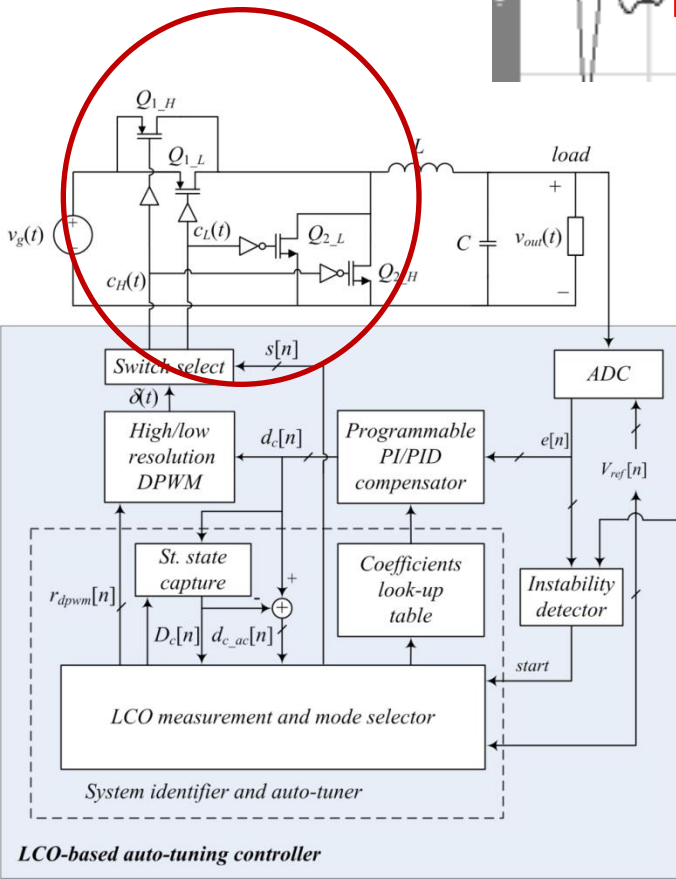 Q1_H
Q1_L
L
load
+
vg(t)
+
−
cL(t)
Q2_L
C
vout(t)
cH(t)
Q2_H
−
Switch select
s[n]
ADC
δ(t)
High/low
resolution
DPWM
dc[n]
Programmable
PI/PID
compensator
e[n]
Vref[n]
St. state
capture
Coefficients
look-up
table
Instability
detector
rdpwm[n]
-
+
+
Dc[n]
dc_ac[n]
start
LCO measurement and mode selector
System identifier and auto-tuner
LCO-based auto-tuning controller